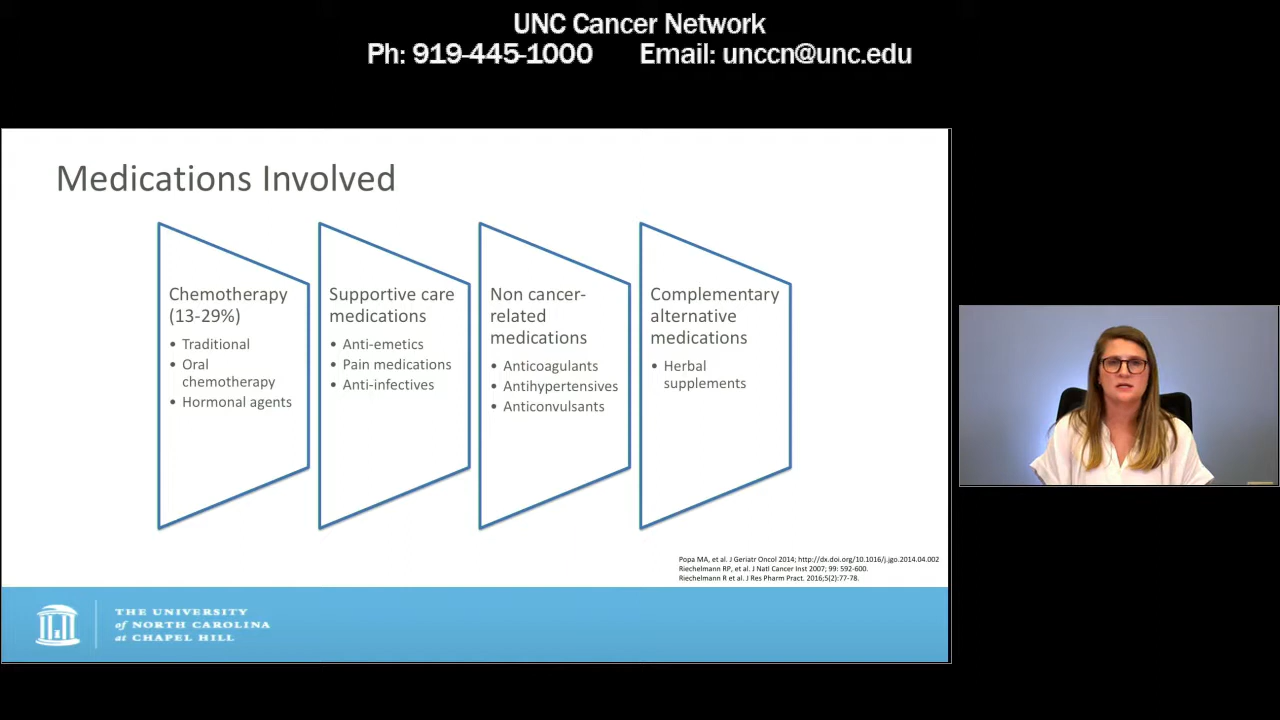 UNC Cancer Network
Ph: 919-445-1000 Email: unccn@unc.edu
Medications Involved
Chemotherapy
(13-29%)
• Traditional
• Oral
chemotherapy
• Hormonal agents
Supportive care
medications
• Anti-emetics
• Pain medications
• Anti-infectives
Non cancer-
related
medications
• Anticoagulants
• Antihypertensives
• Anticonvulsants
Complementary
alternative
medications
• Herbal
supplements
Popa MA, et al. J Geriatr Oncol 2014; http://dx.doi.org/10.1016/j.jgo.2014.04.002
Riechelmann RP, et al. J Natl Cancer Inst 2007; 99: 592-600.
Riechelmann R et al. J Res Pharm Pract. 2016;5(2):77-78.
THE UNIVERSITY
of NORTH CAROLINA
at CHAPEL HILL